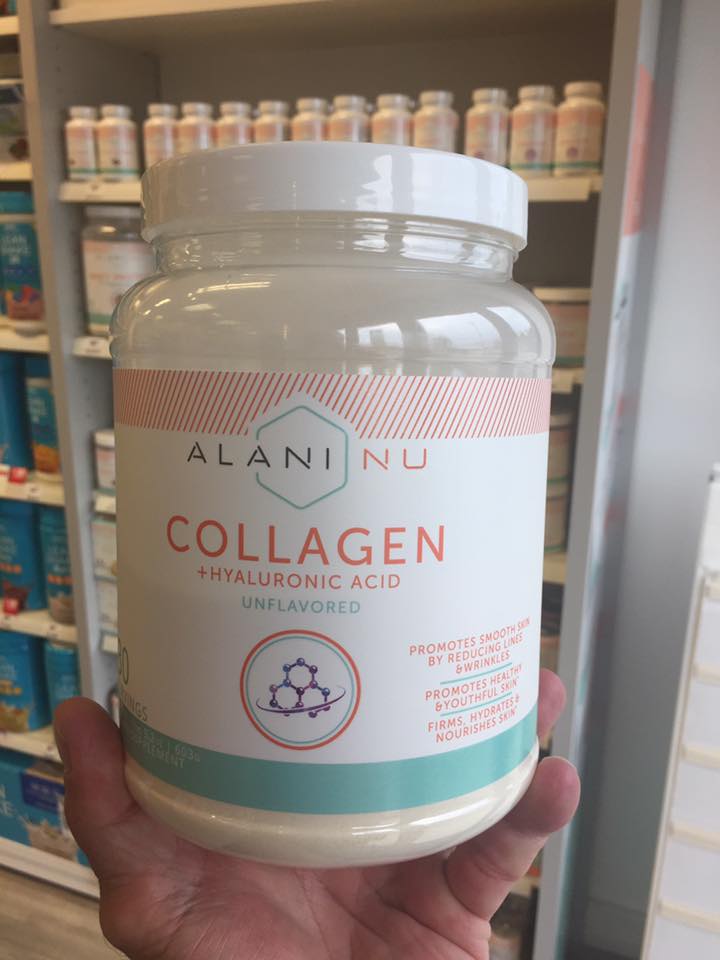 ALANI NU
COLLAGEN
+HYALURONIC ACID
UNFLAVORED
PROMOTES SMOOTH SKIN
BY REDUCING LINES
& WRINKLES
PROMOTES HEALTHY
& YOUTHFUL SKIN*
FIRMS, HYDRATES &
NOURISHES SKIN*